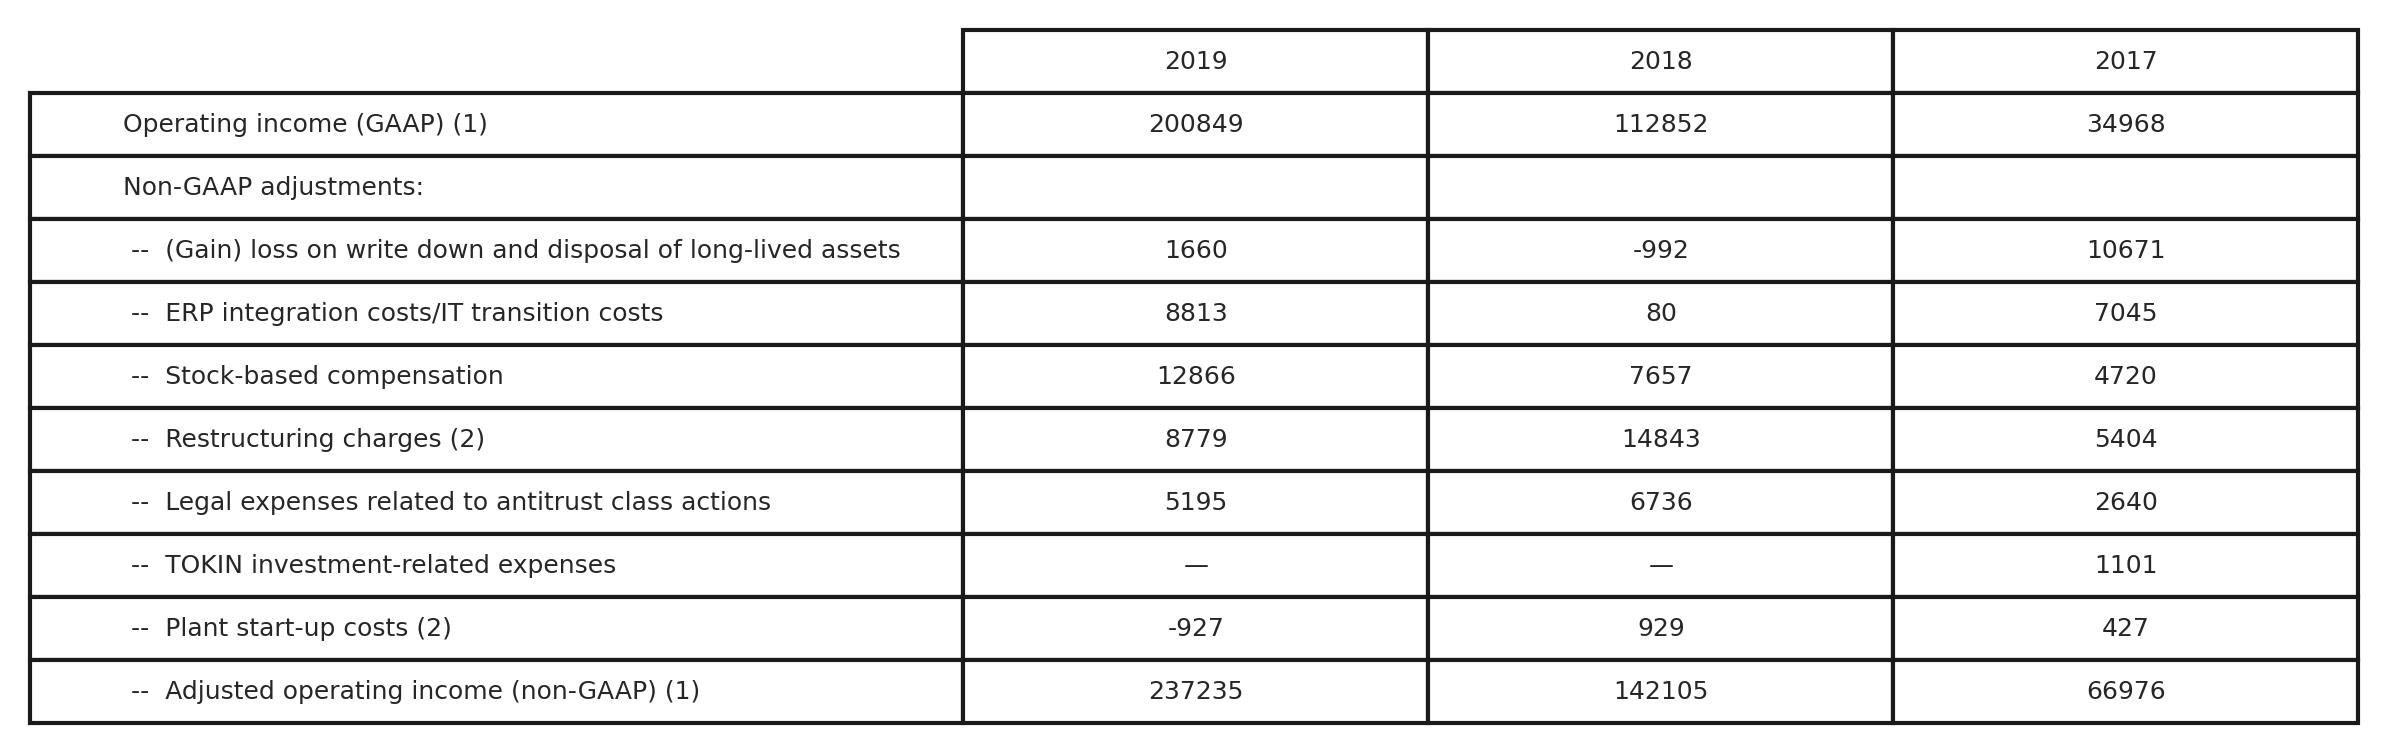 2019 2018 2017
Operating income (GAAP) (1) 200849 112852 34968
Non-GAAP adjustments:
-- (Gain) loss on write down and disposal of long-lived assets 1660 -992 10671
-- ERP integration costs/IT transition costs 8813 80 7045
-- Stock-based compensation 12866 7657 4720
-- Restructuring charges (2) 8779 14843 5404
-- Legal expenses related to antitrust class actions 5195 6736 2640
-- TOKIN investment-related expenses — — 1101
-- Plant start-up costs (2) -927 929 427
-- Adjusted operating income (non-GAAP) (1) 237235 142105 66976